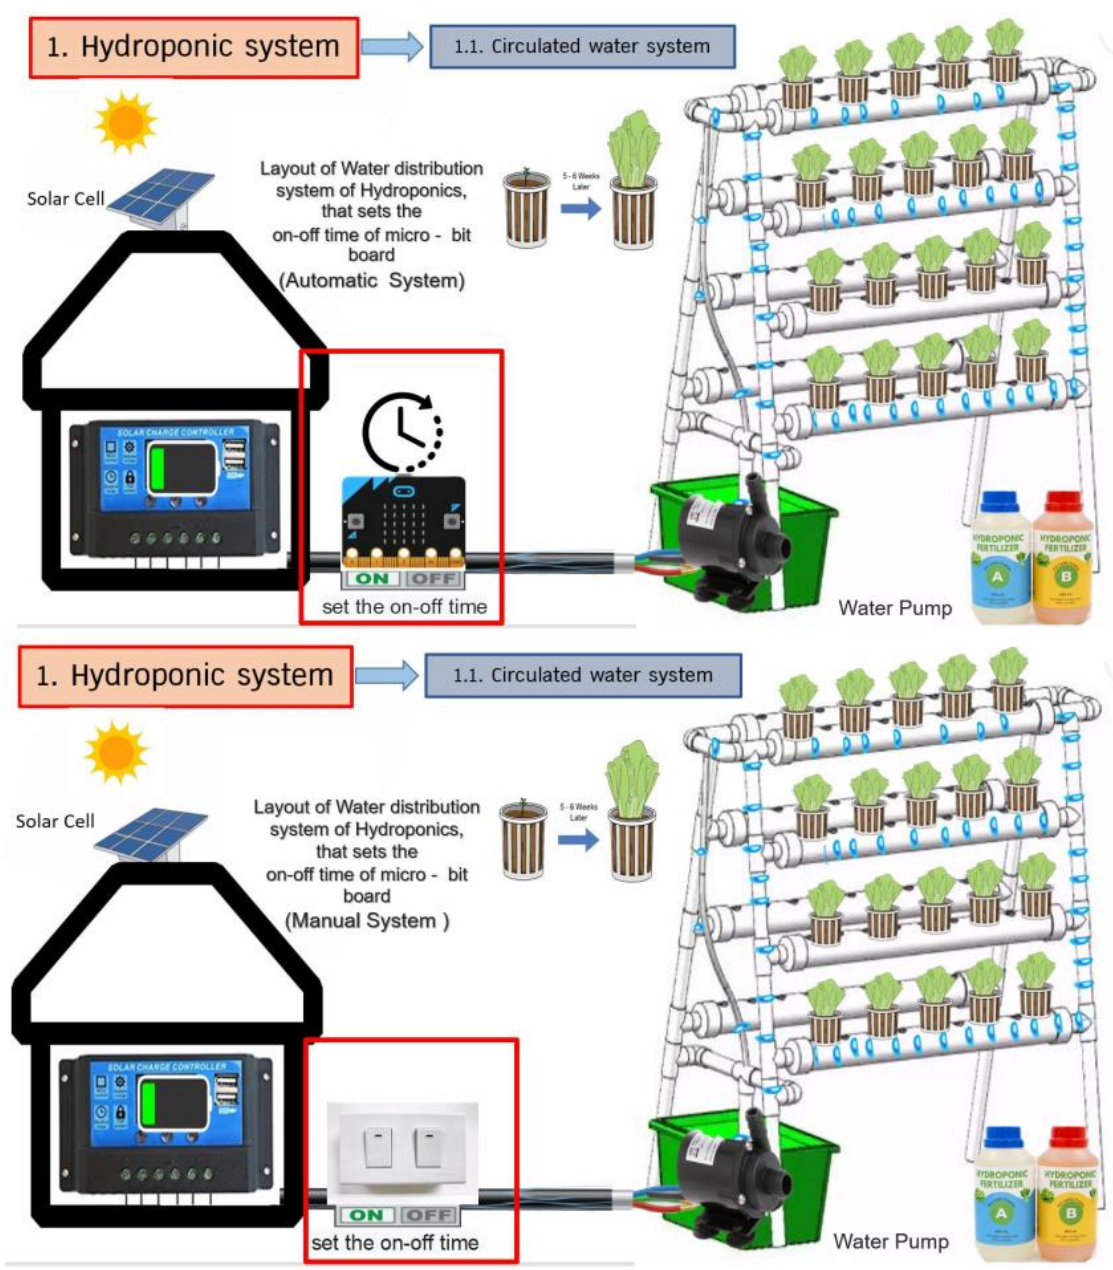 1. Hydroponic system
1.1. Circulated water system
Solar Cell
Layout of Water distribution
system of Hydroponics,
that sets the
on-off time of micro - bit
board
(Automatic System)
5 - 6 Weeks
Later
SOLAR CHARGE CONTROLLER
ON OFF
set the on-off time
Water Pump
HYDROPONIC
FERTILIZER
A
HYDROPONIC
FERTILIZER
B
1. Hydroponic system
1.1. Circulated water system
Solar Cell
Layout of Water distribution
system of Hydroponics,
that sets the
on-off time of micro - bit
board
(Manual System )
5 - 6 Weeks
Later
SOLAR CHARGE CONTROLLER
ON OFF
set the on-off time
Water Pump
HYDROPONIC
FERTILIZER
A
HYDROPONIC
FERTILIZER
B